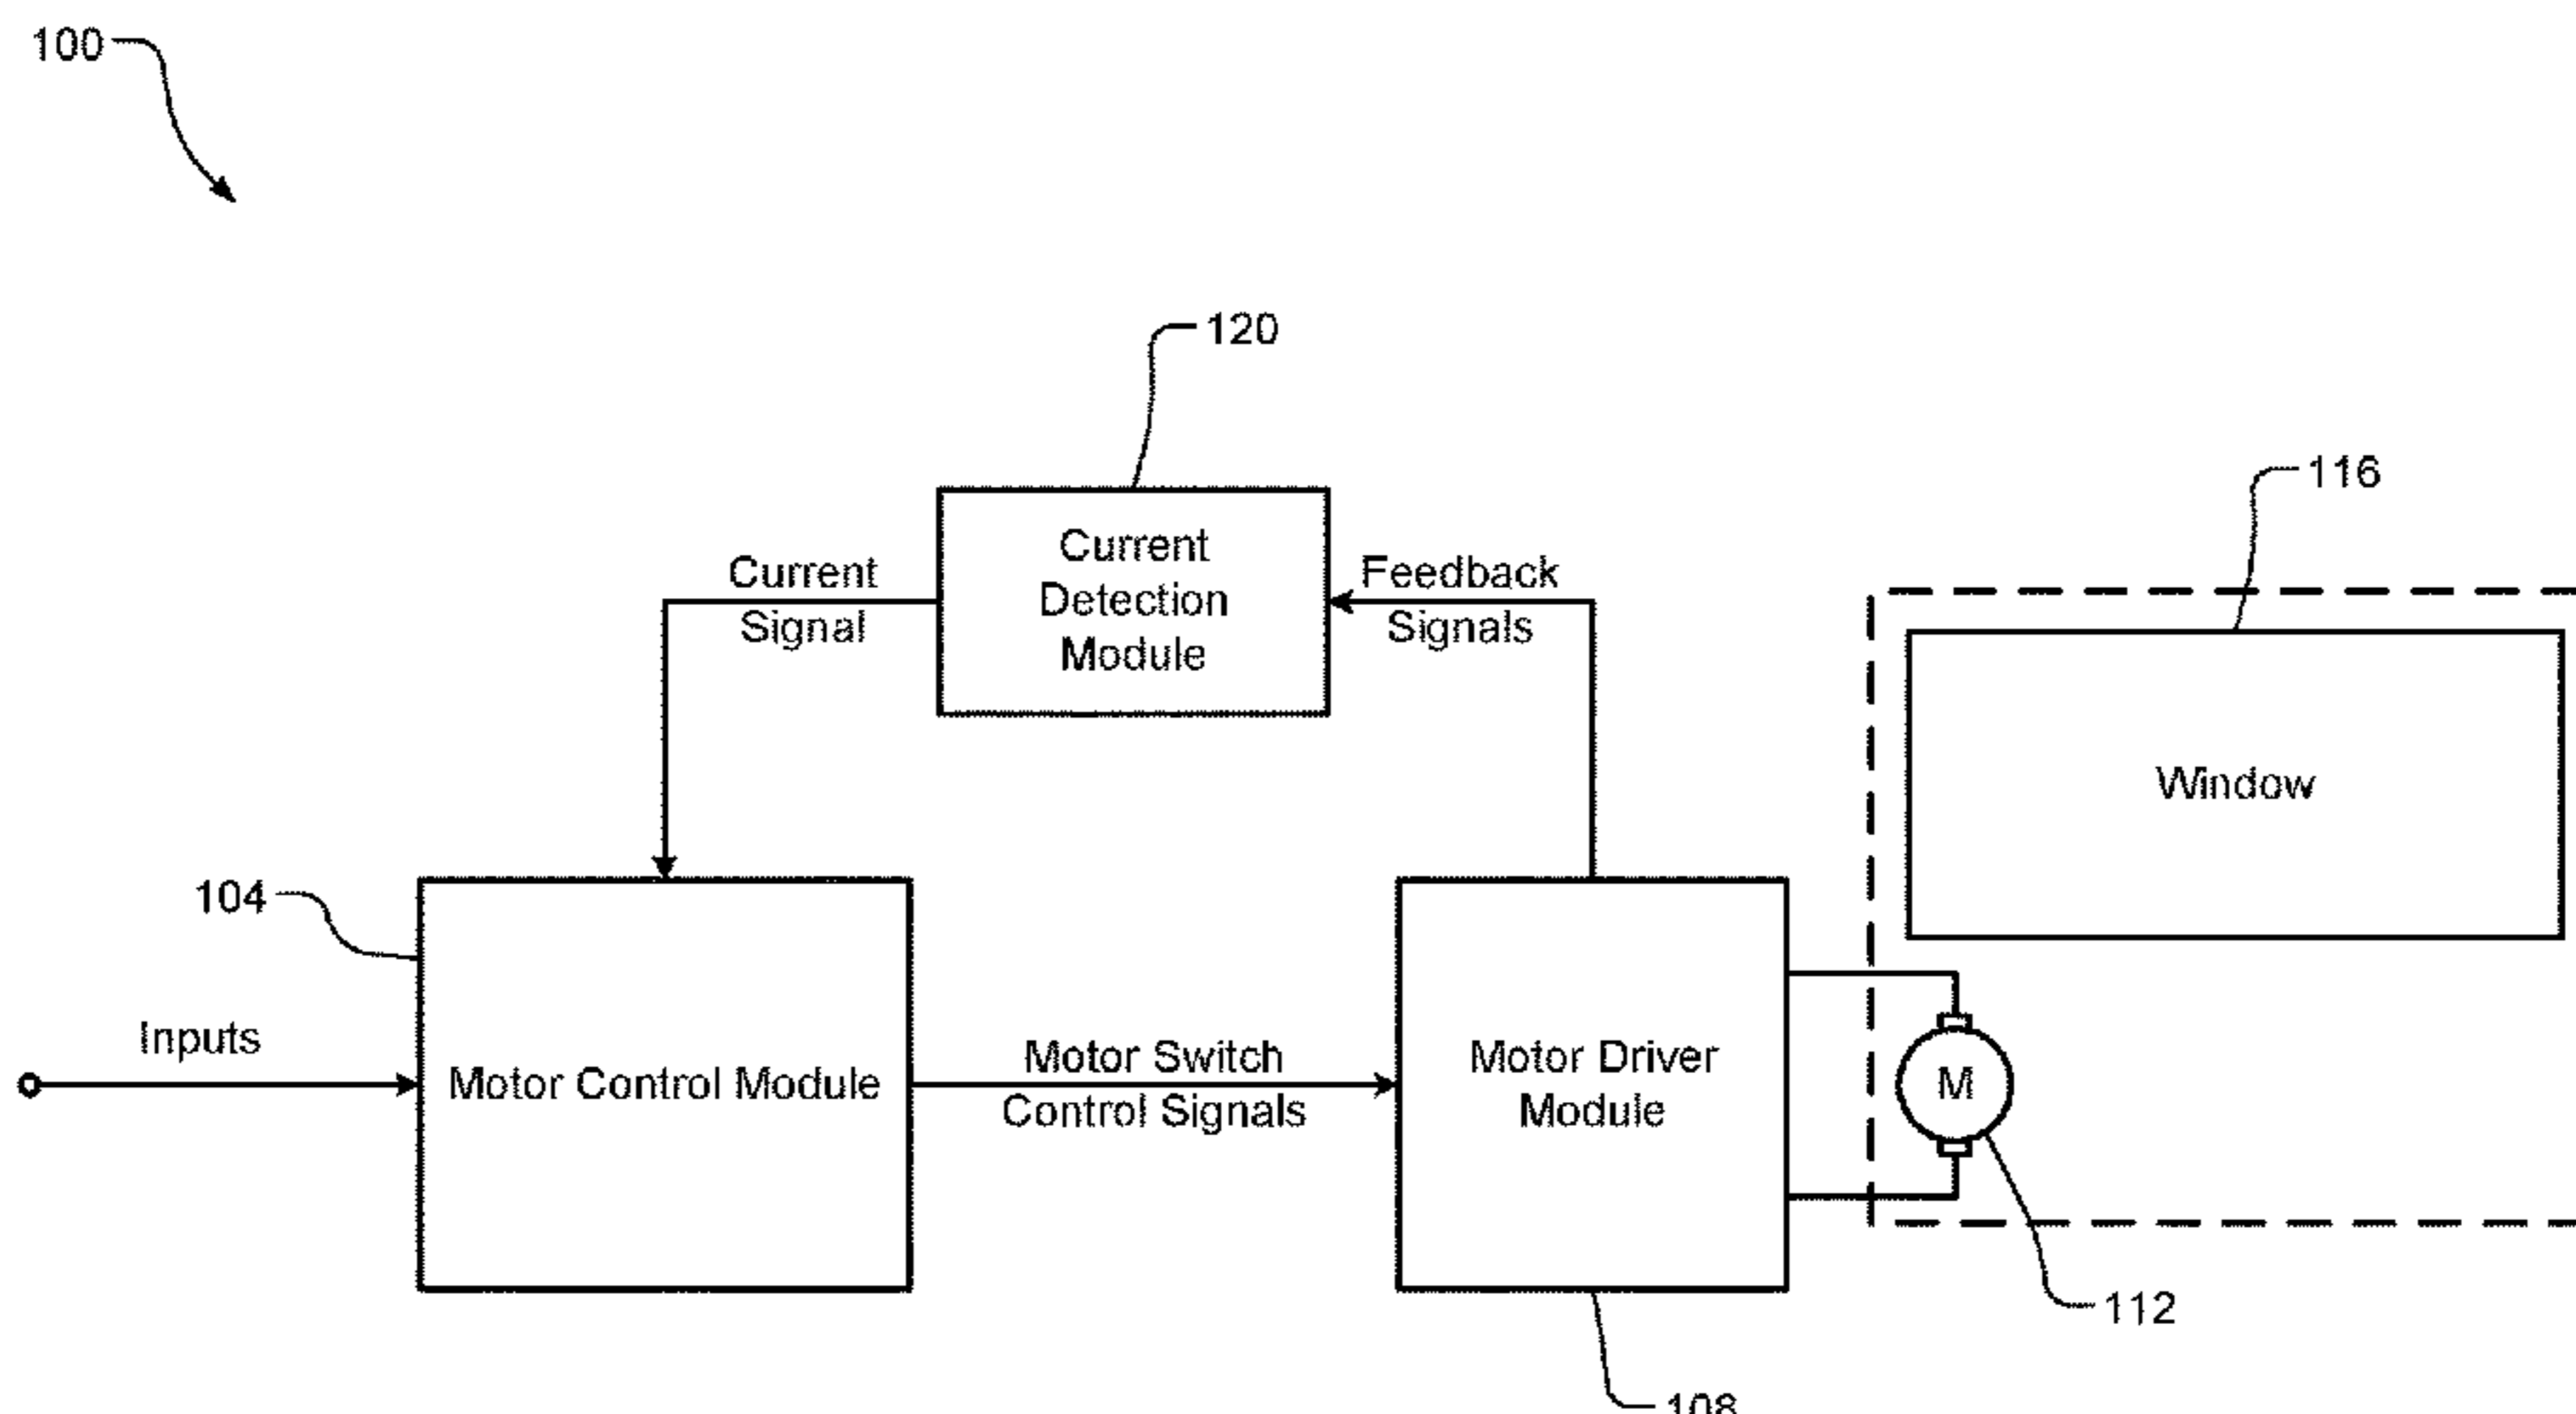 100
120
116
Current
Detection
Module
Current
Signal
Feedback
Signals
Window
104
Inputs
Motor Control Module
Motor Switch
Control Signals
Motor Driver
Module
M
112
108